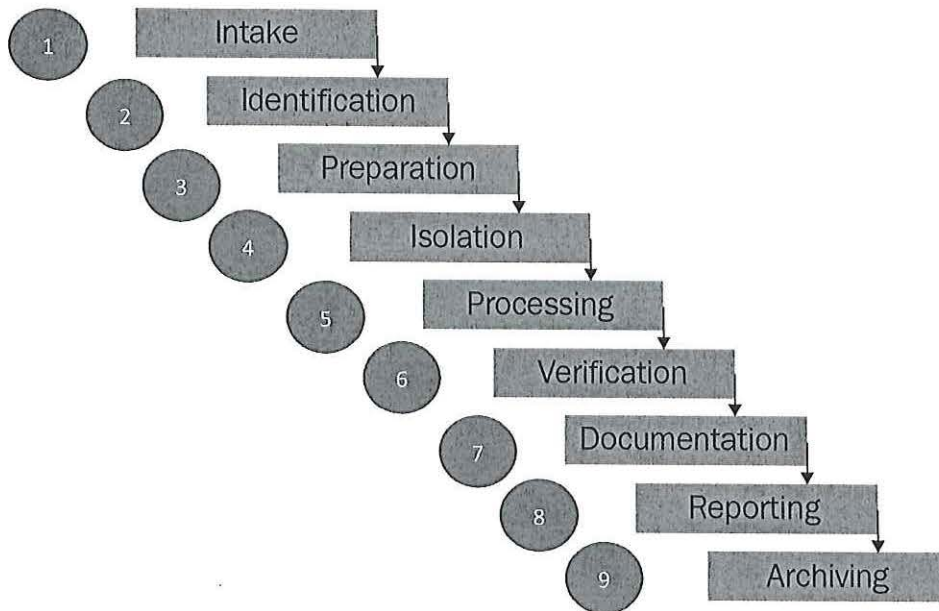 1 Intake
2 Identification
3 Preparation
4 Isolation
5 Processing
6 Verification
7 Documentation
8 Reporting
9 Archiving